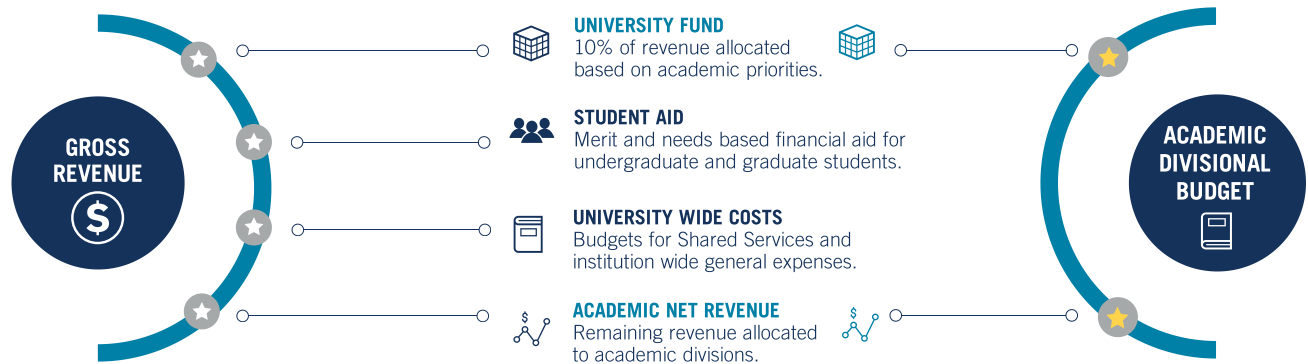 GROSS
REVENUE
$
UNIVERSITY FUND
10% of revenue allocated
based on academic priorities.
STUDENT AID
Merit and needs based financial aid for
undergraduate and graduate students.
UNIVERSITY WIDE COSTS
Budgets for Shared Services and
institution wide general expenses.
$
ACADEMIC NET REVENUE
Remaining revenue allocated
to academic divisions.
$
ACADEMIC
DIVISIONAL
BUDGET